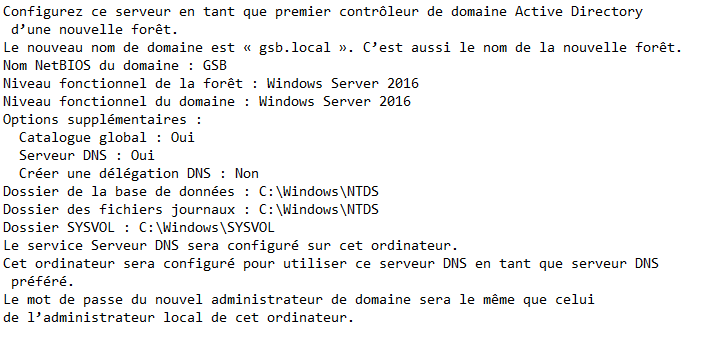 Configurez ce serveur en tant que premier contrôleur de domaine Active Directory
d’une nouvelle forêt.
Le nouveau nom de domaine est « gsb.local ». C’est aussi le nom de la nouvelle forêt.
Nom NetBIOS du domaine : GSB
Niveau fonctionnel de la forêt : Windows Server 2016
Niveau fonctionnel du domaine : Windows Server 2016
Options supplémentaires :
Catalogue global : Oui
Serveur DNS : Oui
Créer une délégation DNS : Non
Dossier de la base de données : C:\Windows\NTDS
Dossier des fichiers journaux : C:\Windows\NTDS
Dossier SYSVOL : C:\Windows\SYSVOL
Le service Serveur DNS sera configuré sur cet ordinateur.
Cet ordinateur sera configuré pour utiliser ce serveur DNS en tant que serveur DNS
préféré.
Le mot de passe du nouvel administrateur de domaine sera le même que celui
de l’administrateur local de cet ordinateur.